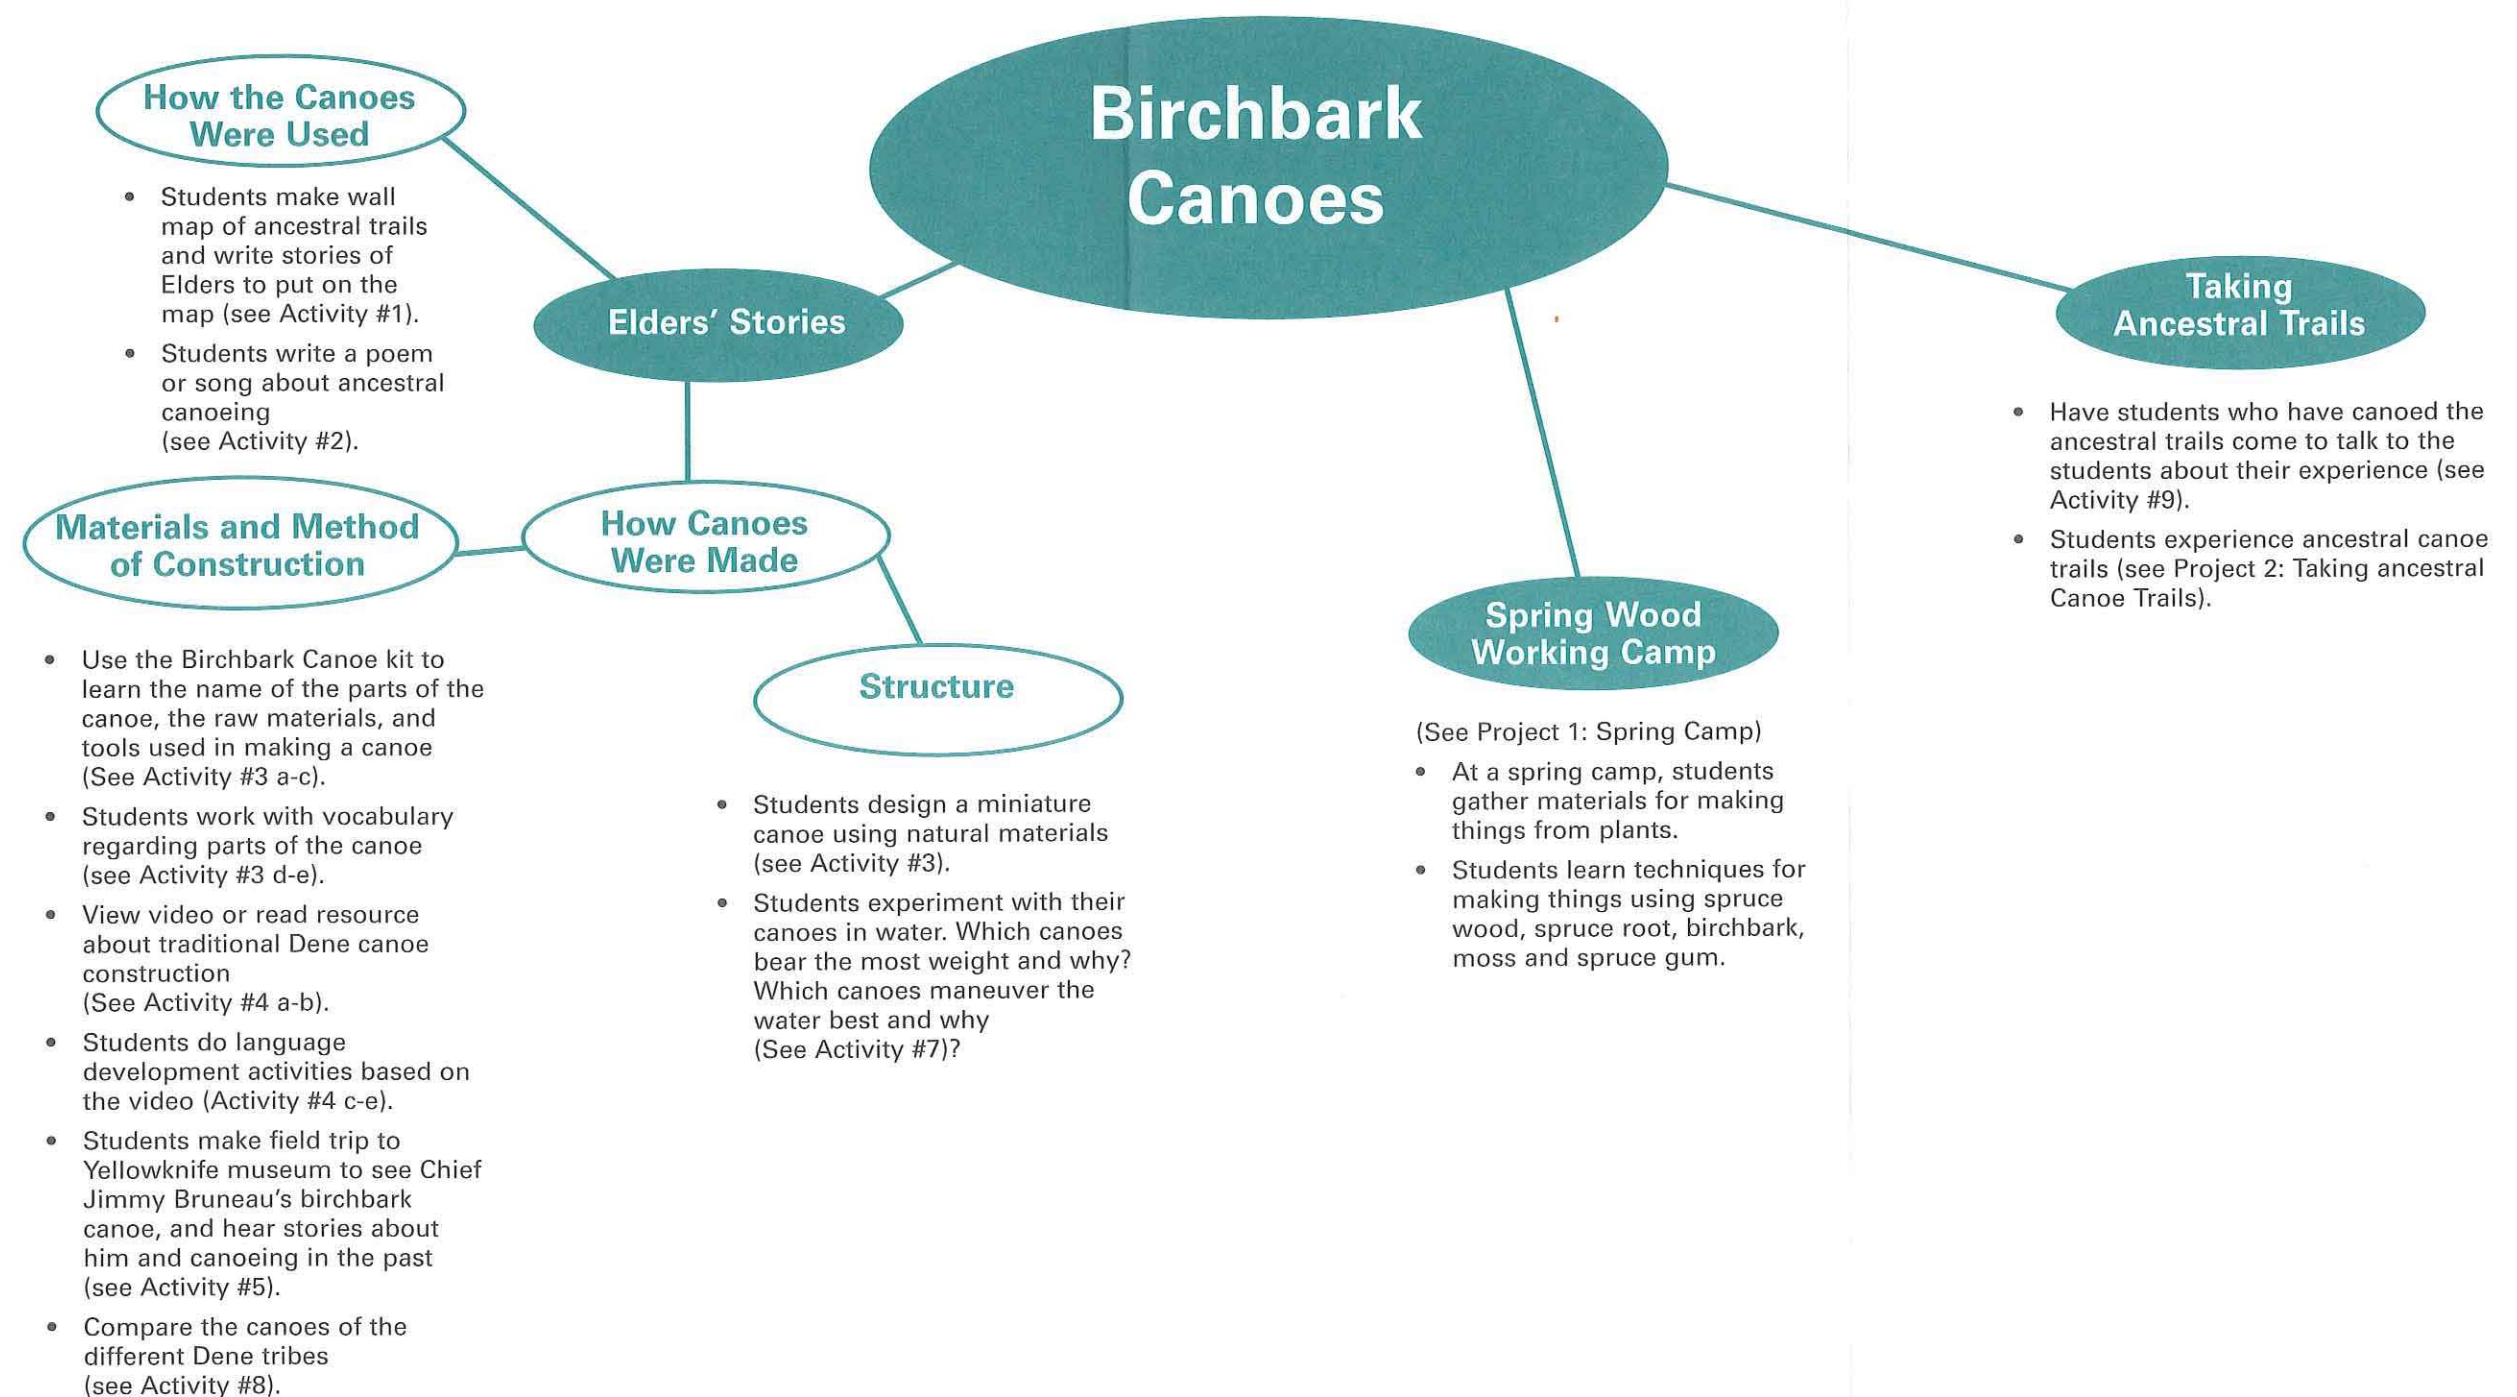 Birchbark
Canoes
How the Canoes
Were Used
• Students make wall
map of ancestral trails
and write stories of
Elders to put on the
map (see Activity #1).
• Students write a poem
or song about ancestral
canoeing
(see Activity #2).
Elders’ Stories
Taking
Ancestral Trails
• Have students who have canoed the
ancestral trails come to talk to the
students about their experience (see
Activity #9).
• Students experience ancestral canoe
trails (see Project 2: Taking ancestral
Canoe Trails).
Materials and Method
of Construction
• Use the Birchbark Canoe kit to
learn the name of the parts of the
canoe, the raw materials, and
tools used in making a canoe
(See Activity #3 a-c).
• Students work with vocabulary
regarding parts of the canoe
(see Activity #3 d-e).
• View video or read resource
about traditional Dene canoe
construction
(See Activity #4 a-b).
• Students do language
development activities based on
the video (Activity #4 c-e).
• Students make field trip to
Yellowknife museum to see Chief
Jimmy Bruneau’s birchbark
canoe, and hear stories about
him and canoeing in the past
(see Activity #5).
• Compare the canoes of the
different Dene tribes
(see Activity #8).
How Canoes
Were Made
Structure
• Students design a miniature
canoe using natural materials
(see Activity #3).
• Students experiment with their
canoes in water. Which canoes
bear the most weight and why?
Which canoes maneuver the
water best and why
(See Activity #7)?
Spring Wood
Working Camp
(See Project 1: Spring Camp)
• At a spring camp, students
gather materials for making
things from plants.
• Students learn techniques for
making things using spruce
wood, spruce root, birchbark,
moss and spruce gum.